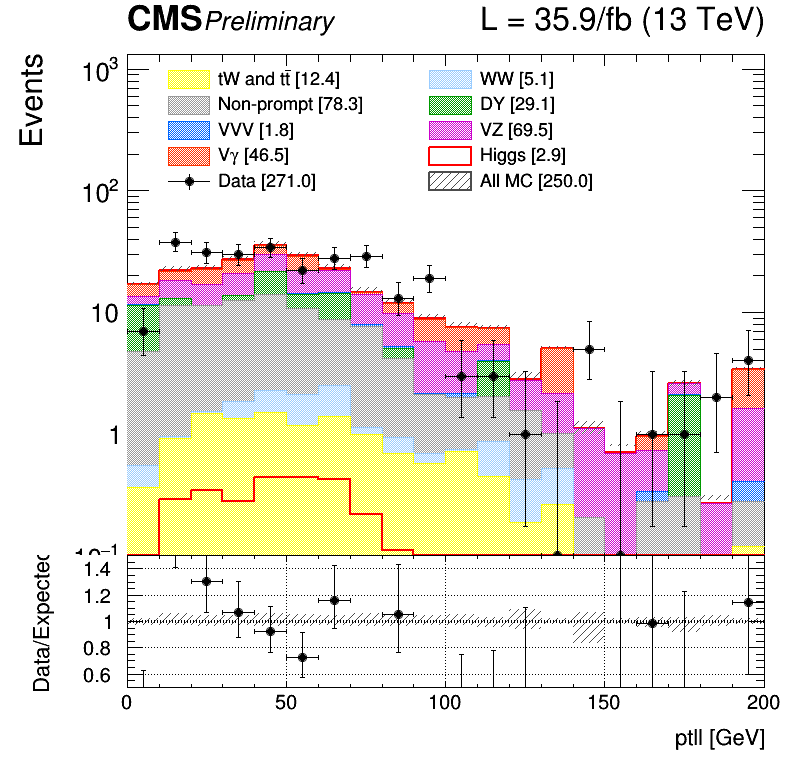 CMS Preliminary L = 35.9/fb (13 TeV)
Events
10³
10²
10
1
10⁻¹
tW and tt̄ [12.4]
WW [5.1]
Non-prompt [78.3]
DY [29.1]
VVV [1.8]
VZ [69.5]
Vγ [46.5]
Higgs [2.9]
Data [271.0]
All MC [250.0]
Data/Expected
1.4
1.2
1
0.8
0.6
0 50 100 150 200
ptll [GeV]